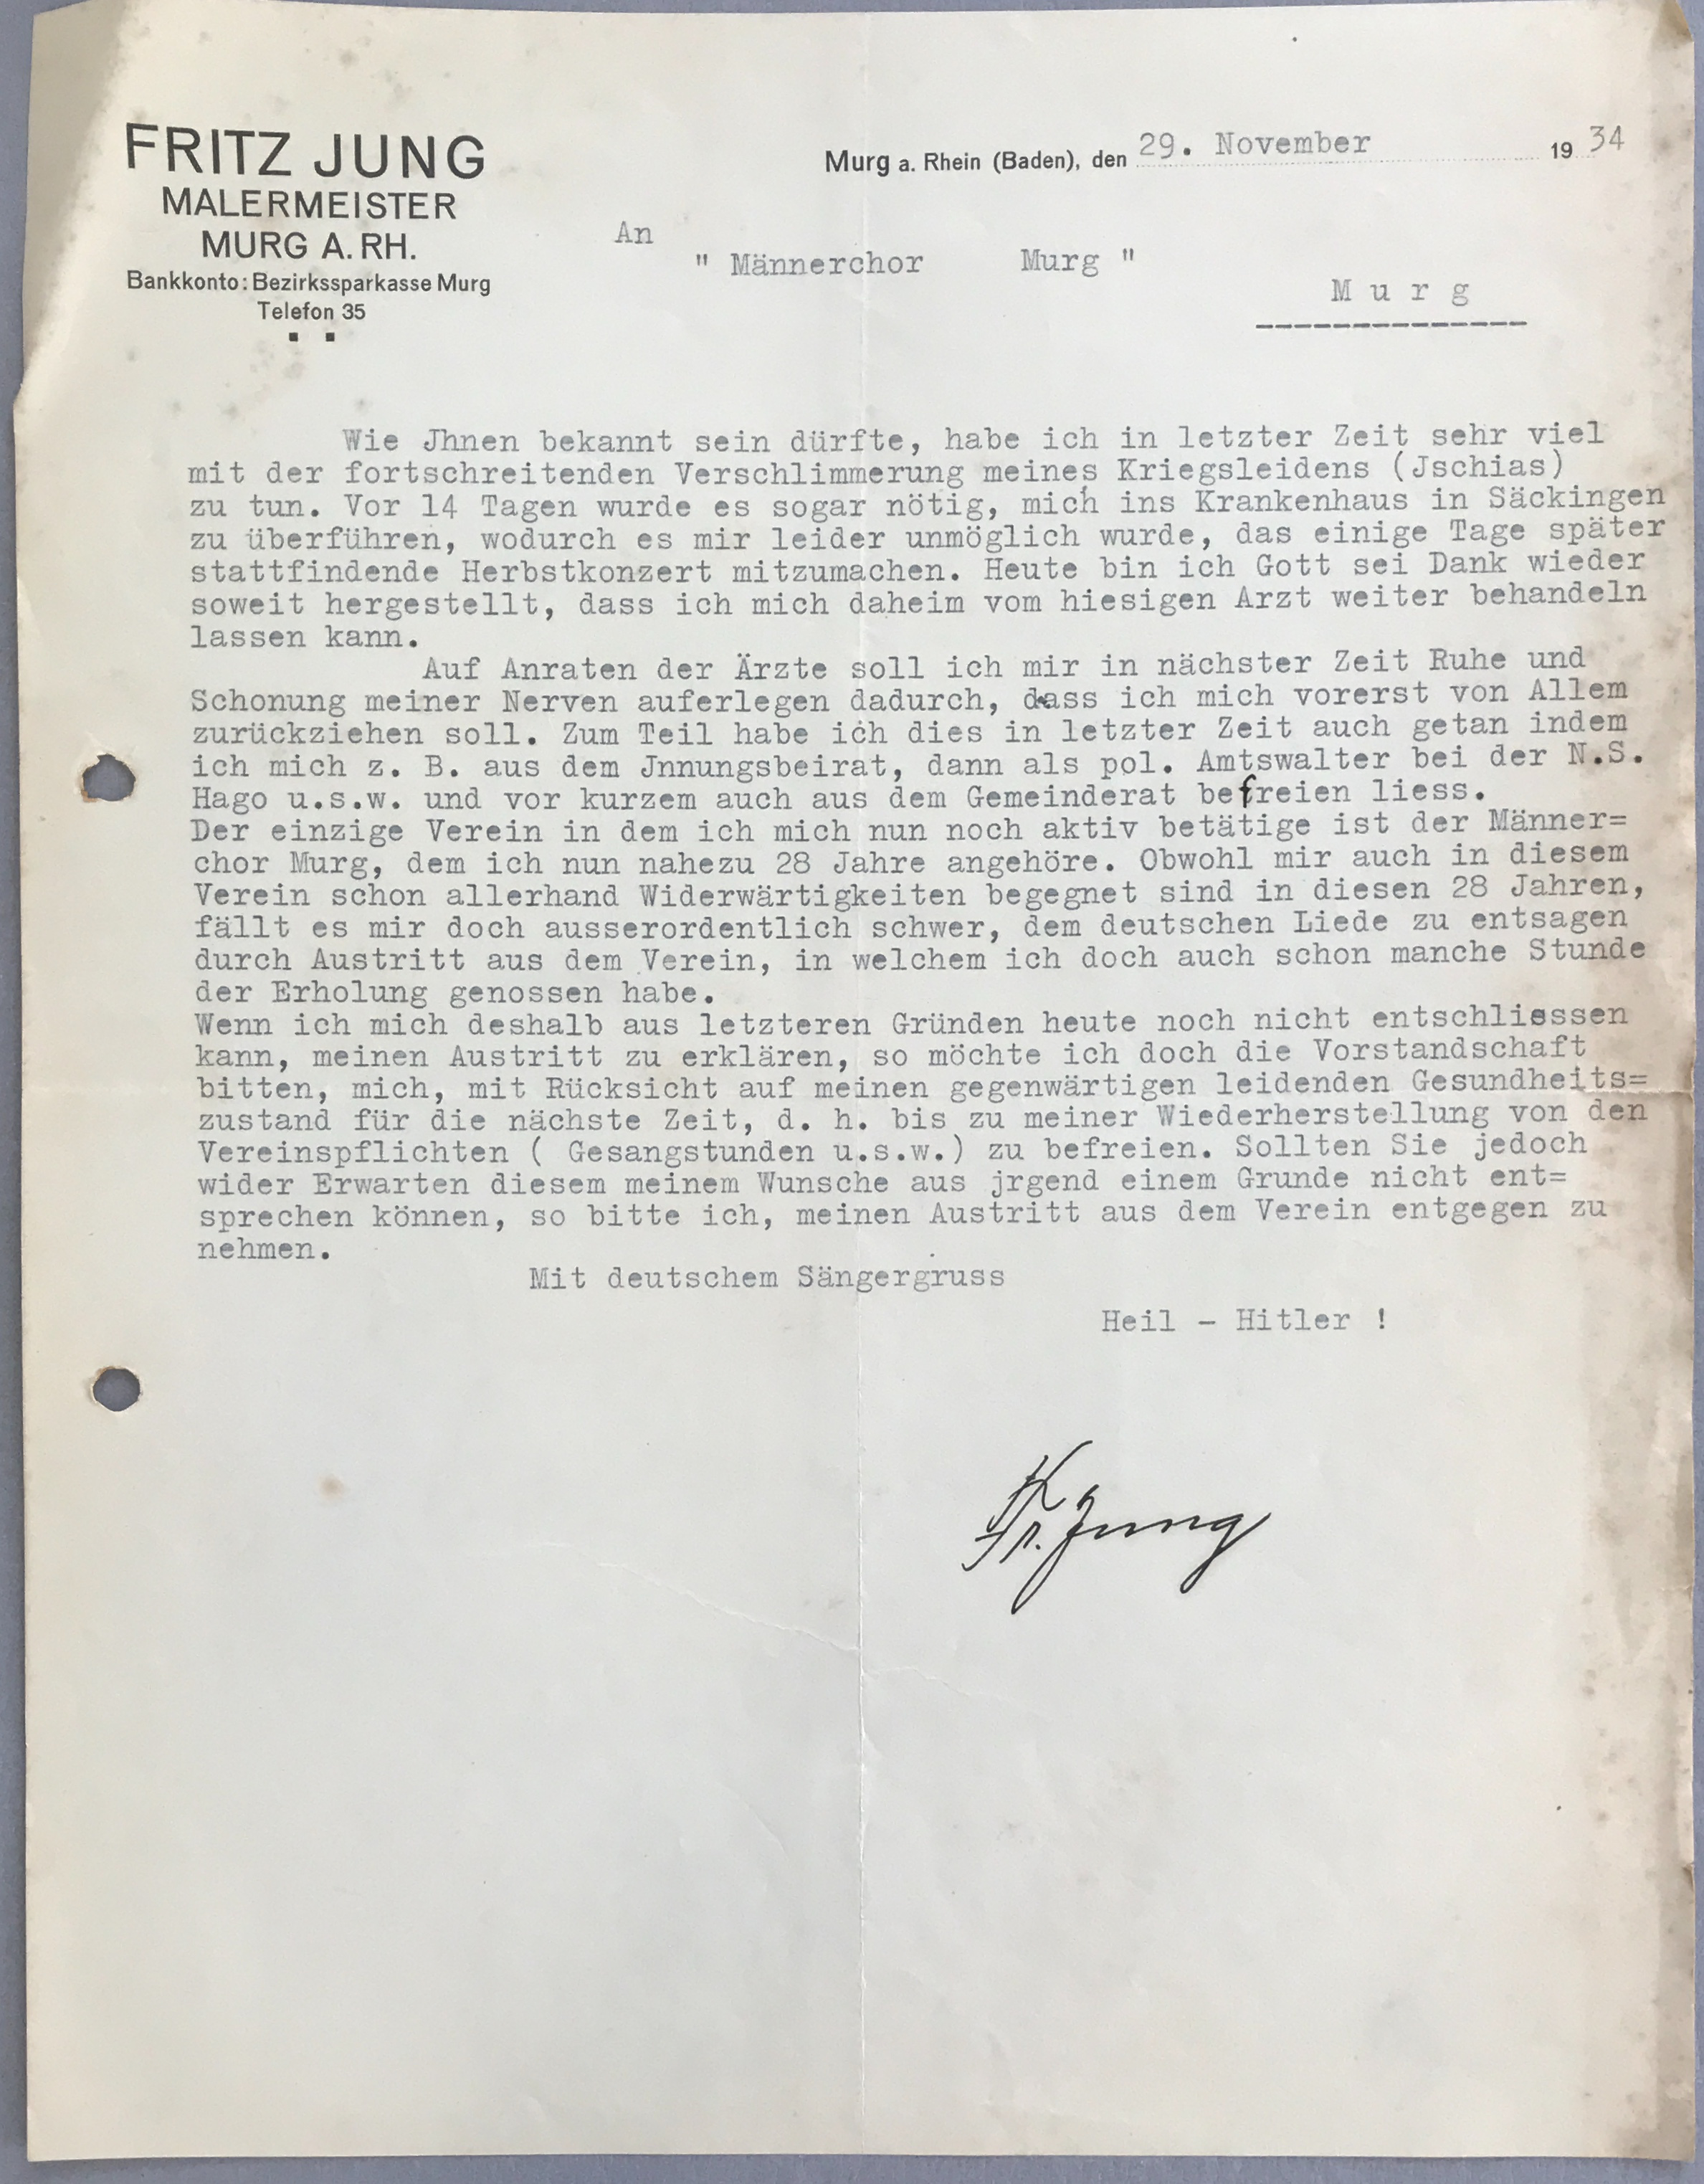 FRITZ JUNG
MALERMEISTER
MURG A. RH.
Bankkonto: Bezirkssparkasse Murg
Telefon 35
Murg a. Rhein (Baden), den 29. November 1934
An
" Männerchor Murg "
M u r g
Wie Jhnen bekannt sein dürfte, habe ich in letzter Zeit sehr viel
mit der fortschreitenden Verschlimmerung meines Kriegsleidens (Jschias)
zu tun. Vor 14 Tagen wurde es sogar nötig, mich ins Krankenhaus in Säckingen
zu überführen, wodurch es mir leider unmöglich wurde, das einige Tage später
stattfindende Herbstkonzert mitzumachen. Heute bin ich Gott sei Dank wieder
soweit hergestellt, dass ich mich daheim vom hiesigen Arzt weiter behandeln
lassen kann.
Auf Anraten der Ärzte soll ich mir in nächster Zeit Ruhe und
Schonung meiner Nerven auferlegen dadurch, dass ich mich vorerst von Allem
zurückziehen soll. Zum Teil habe ich dies in letzter Zeit auch getan indem
ich mich z. B. aus dem Jnnungsbeirat, dann als pol. Amtswalter bei der N.S.
Hago u.s.w. und vor kurzem auch aus dem Gemeinderat befreien liess.
Der einzige Verein in dem ich mich nun noch aktiv betätige ist der Männer=
chor Murg, dem ich nun nahezu 28 Jahre angehöre. Obwohl mir auch in diesem
Verein schon allerhand Widerwärtigkeiten begegnet sind in diesen 28 Jahren,
fällt es mir doch ausserordentlich schwer, dem deutschen Liede zu entsagen
durch Austritt aus dem Verein, in welchem ich doch auch schon manche Stunde
der Erholung genossen habe.
Wenn ich mich deshalb aus letzteren Gründen heute noch nicht entschliessen
kann, meinen Austritt zu erklären, so möchte ich doch die Vorstandschaft
bitten, mich, mit Rücksicht auf meinen gegenwärtigen leidenden Gesundheits=
zustand für die nächste Zeit, d. h. bis zu meiner Wiederherstellung von den
Vereinspflichten ( Gesangstunden u.s.w.) zu befreien. Sollten Sie jedoch
wider Erwarten diesem meinem Wunsche aus jrgend einem Grunde nicht ent=
sprechen können, so bitte ich, meinen Austritt aus dem Verein entgegen zu
nehmen.
Mit deutschem Sängergruss
Heil - Hitler !
Fr. Jung